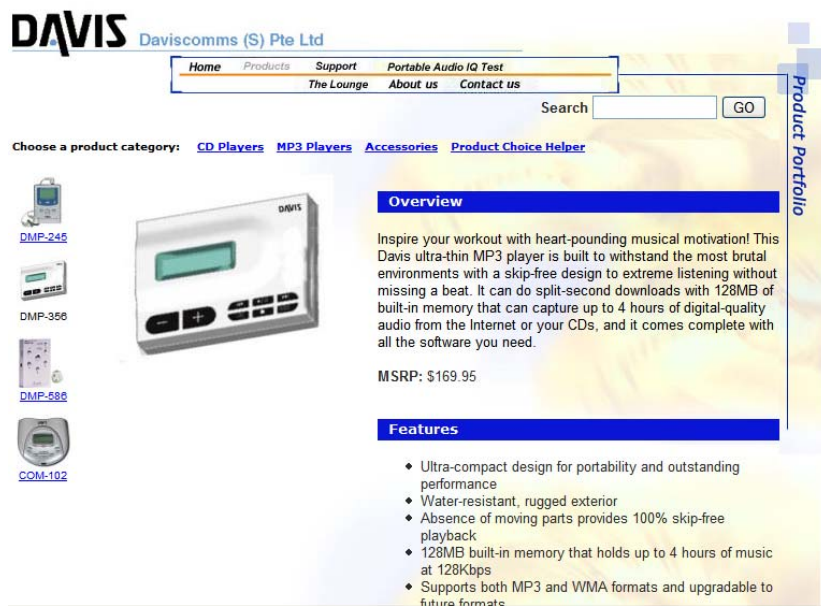 DAVIS Daviscomms (S) Pte Ltd
Home Products Support Portable Audio IQ Test
The Lounge About us Contact us
Search GO
Product Portfolio
Choose a product category: CD Players MP3 Players Accessories Product Choice Helper
DMP-245
DMP-356
DMP-586
COM-102
DAVIS
Overview
Inspire your workout with heart-pounding musical motivation! This
Davis ultra-thin MP3 player is built to withstand the most brutal
environments with a skip-free design to extreme listening without
missing a beat. It can do split-second downloads with 128MB of
built-in memory that can capture up to 4 hours of digital-quality
audio from the Internet or your CDs, and it comes complete with
all the software you need.
MSRP: $169.95
Features
Ultra-compact design for portability and outstanding
performance
Water-resistant, rugged exterior
Absence of moving parts provides 100% skip-free
playback
128MB built-in memory that holds up to 4 hours of music
at 128Kbps
Supports both MP3 and WMA formats and upgradable to
future formats